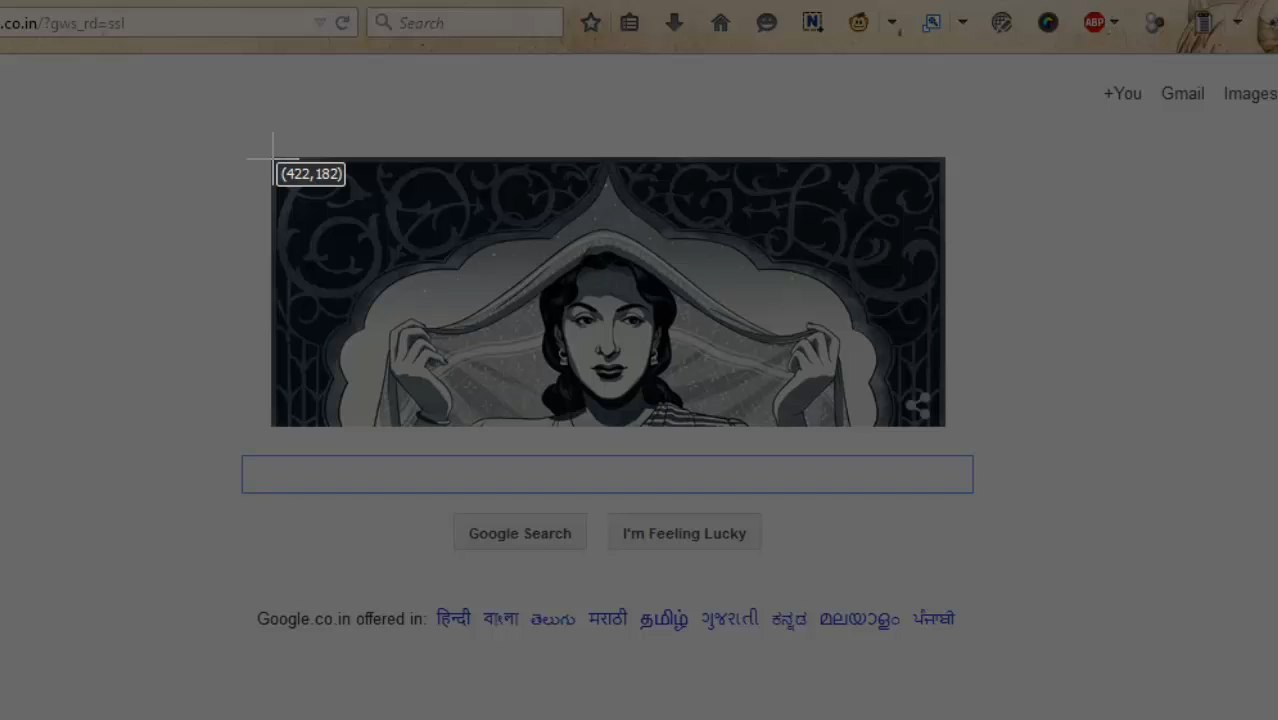 .co.in/?gws_rd=ssl
Search
N
ABP
+You Gmail Images
(422,182)
Google Search I'm Feeling Lucky
Google.co.in offered in: हिन्दी বাংলা తెలుగు मराठी தமிழ் ગુજરાતી ಕನ್ನಡ മലയാളം ਪੰਜਾਬੀ